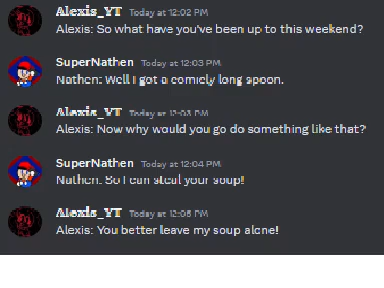 Alexis_YT Today at 12:02 PM
Alexis: So what have you've been up to this weekend?
SuperNathen Today at 12:03 PM
Nathen: Well I got a comicly long spoon.
Alexis_YT Today at 12:03 PM
Alexis: Now why would you go do something like that?
SuperNathen Today at 12:04 PM
Nathen: So I can steal your soup!
Alexis_YT Today at 12:05 PM
Alexis: You better leave my soup alone!